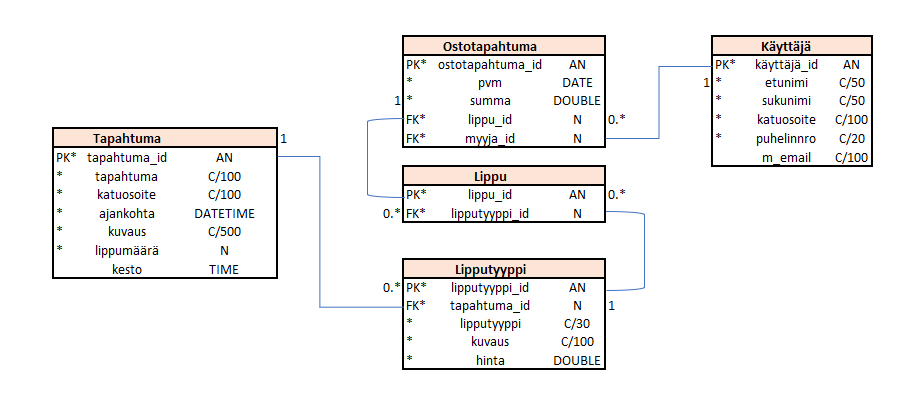 Ostotapahtuma
PK* ostotapahtuma_id AN
* pvm DATE
1 * summa DOUBLE
FK* lippu_id N 0.*
FK* myyja_id N
Käyttäjä
PK* käyttäjä_id AN
1 * etunimi C/50
* sukunimi C/50
* katuosoite C/100
* puhelinnro C/20
m_email C/100
Tapahtuma 1
PK* tapahtuma_id AN
* tapahtuma C/100
* katuosoite C/100
* ajankohta DATETIME
* kuvaus C/500
* lippumäärä N
kesto TIME
Lippu
PK* lippu_id AN 0.*
0.* FK* lipputyyppi_id N
Lipputyyppi
0.* PK* lipputyyppi_id AN
FK* tapahtuma_id N 1
* lipputyyppi C/30
* kuvaus C/100
* hinta DOUBLE